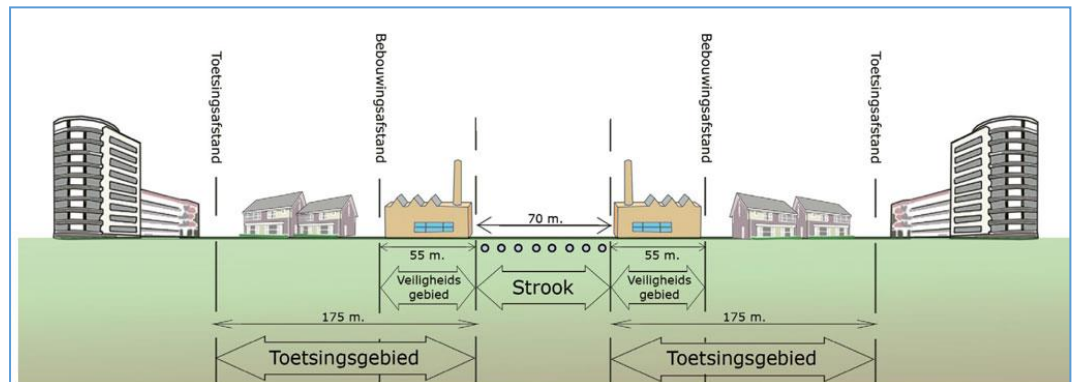 Toetsingsafstand
Bebouwingsafstand
Bebouwingsafstand
Toetsingsafstand
70 m.
55 m.
55 m.
Veiligheids
gebied
Strook
Veiligheids
gebied
175 m.
175 m.
Toetsingsgebied
Toetsingsgebied